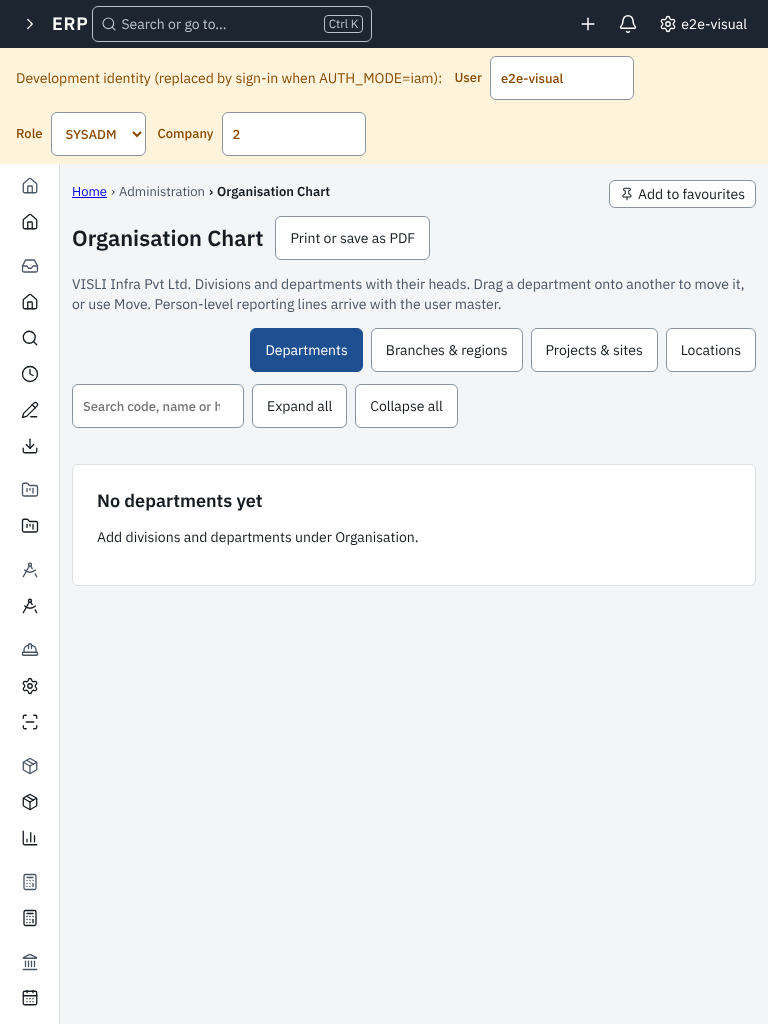 ERP
Search or go to...
Ctrl K
e2e-visual
Development identity (replaced by sign-in when AUTH_MODE=iam):
User
e2e-visual
Role
SYSADM
Company
2
Home › Administration › Organisation Chart
Add to favourites
Organisation Chart
Print or save as PDF
VISLI Infra Pvt Ltd. Divisions and departments with their heads. Drag a department onto another to move it,
or use Move. Person-level reporting lines arrive with the user master.
Departments
Branches & regions
Projects & sites
Locations
Search code, name or h
Expand all
Collapse all
No departments yet
Add divisions and departments under Organisation.